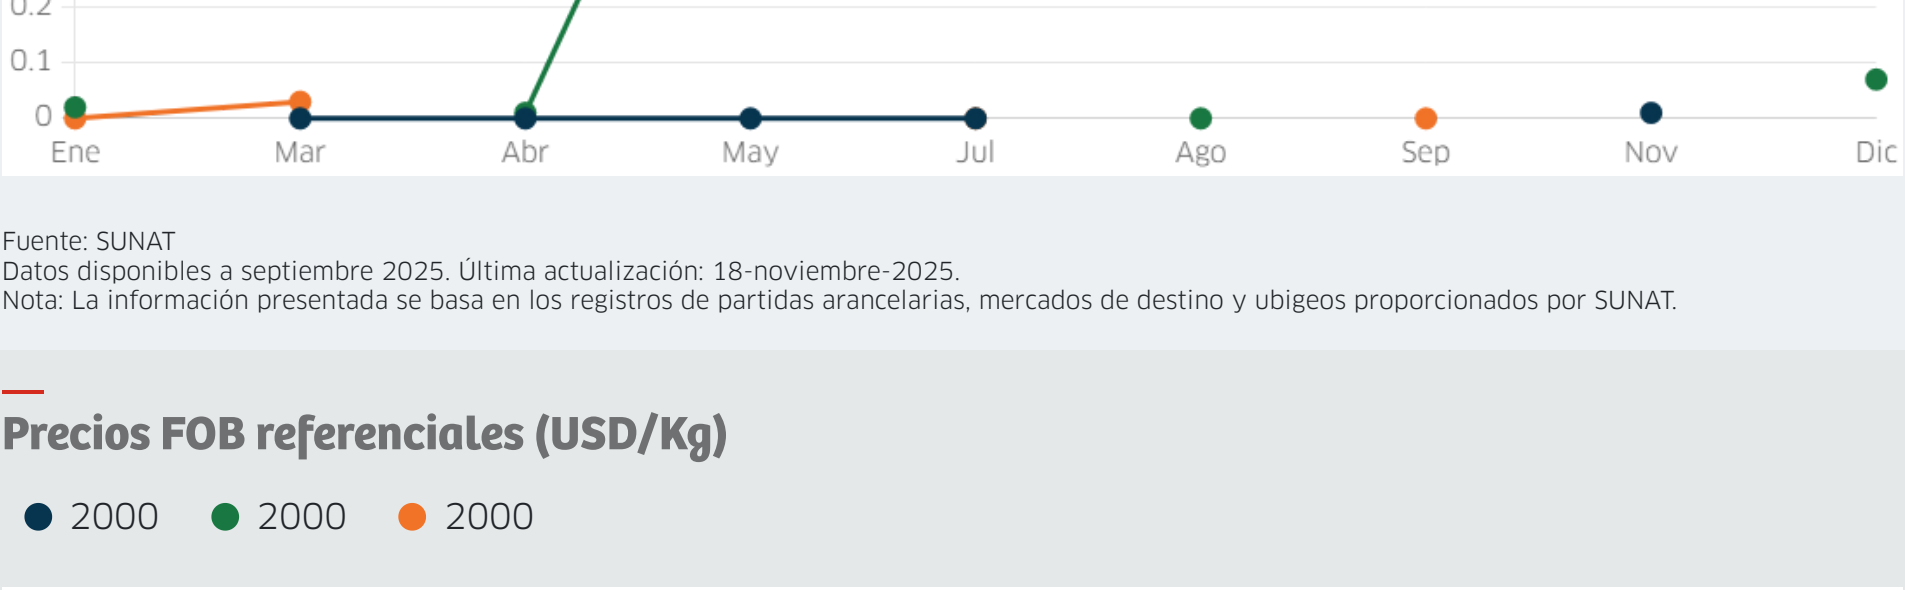 0.2
0.1
0
Ene Mar Abr May Jul Ago Sep Nov Dic
Fuente: SUNAT
Datos disponibles a septiembre 2025. Última actualización: 18-noviembre-2025.
Nota: La información presentada se basa en los registros de partidas arancelarias, mercados de destino y ubigeos proporcionados por SUNAT.
Precios FOB referenciales (USD/Kg)
2000 2000 2000